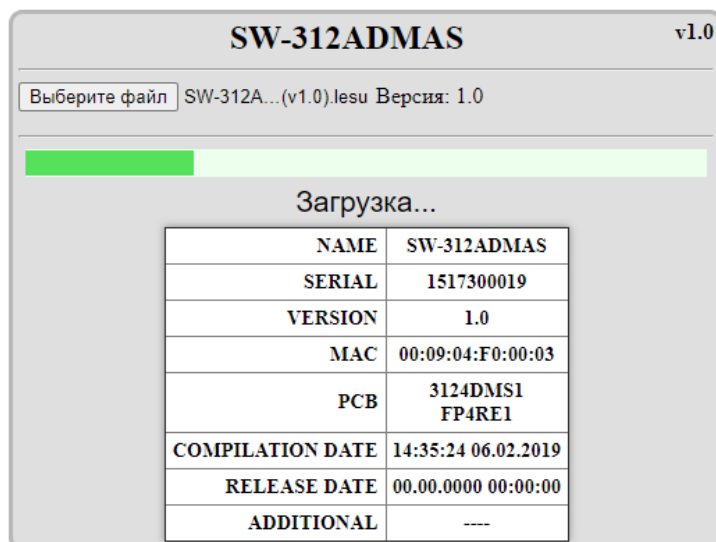 SW-312ADMAS
v1.0
Выберите файл SW-312A...(v1.0).lesu Версия: 1.0
Загрузка...
NAME SW-312ADMAS
SERIAL 1517300019
VERSION 1.0
MAC 00:09:04:F0:00:03
PCB 3124DMS1
FP4RE1
COMPILATION DATE 14:35:24 06.02.2019
RELEASE DATE 00.00.0000 00:00:00
ADDITIONAL ----